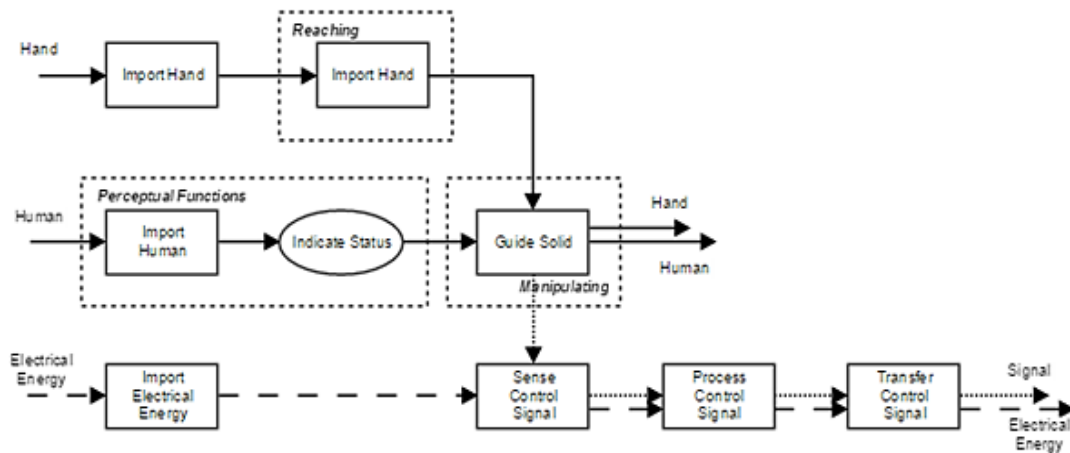 Reaching
Hand
Import Hand
Import Hand
Perceptual Functions
Human
Import
Human
Indicate Status
Guide Solid
Hand
Human
Manipulating
Electrical
Energy
Import
Electrical
Energy
Sense
Control
Signal
Process
Control
Signal
Transfer
Control
Signal
Signal
Electrical
Energy